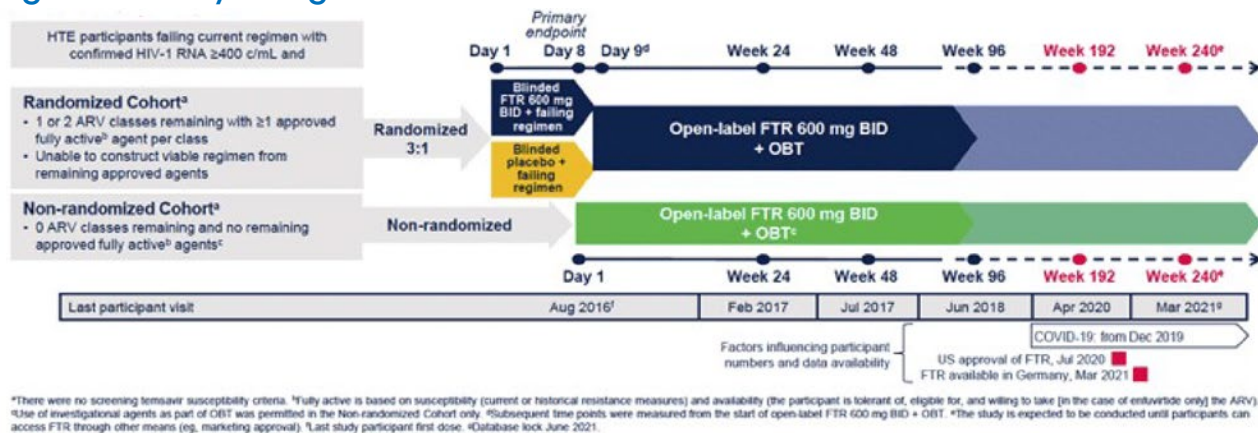 HTE participants failing current regimen with
confirmed HIV-1 RNA ≥400 c/mL and
Primary
endpoint
Day 1
Day 8
Day 9ᵈ
Week 24
Week 48
Week 96
Week 192
Week 240ᵉ
Randomized Cohortᵃ
• 1 or 2 ARV classes remaining with ≥1 approved
fully activeᵇ agent per class
• Unable to construct viable regimen from
remaining approved agents
Randomized
3:1
Blinded
FTR 600 mg
BID + failing
regimen
Blinded
placebo +
failing
regimen
Open-label FTR 600 mg BID
+ OBT
Non-randomized Cohortᵃ
• 0 ARV classes remaining and no remaining
approved fully activeᵇ agentsᶜ
Non-randomized
Open-label FTR 600 mg BID
+ OBTᶜ
Day 1
Week 24
Week 48
Week 96
Week 192
Week 240ᵉ
Last participant visit
Aug 2016ᶠ
Feb 2017
Jul 2017
Jun 2018
Apr 2020
Mar 2021ᵍ
Factors influencing participant
numbers and data availability
COVID-19: from Dec 2019
US approval of FTR, Jul 2020
FTR available in Germany, Mar 2021
ᵃThere were no screening temsavir susceptibility criteria. ᵇFully active is based on susceptibility (current or historical resistance measures) and availability (the participant is tolerant of, eligible for, and willing to take [in the case of enfuvirtide only] the ARV).
ᶜUse of investigational agents as part of OBT was permitted in the Non-randomized Cohort only. ᵈSubsequent time points were measured from the start of open-label FTR 600 mg BID + OBT. ᵉThe study is expected to be conducted until participants can
access FTR through other means (eg, marketing approval). ᶠLast study participant first dose. ᵍDatabase lock June 2021.